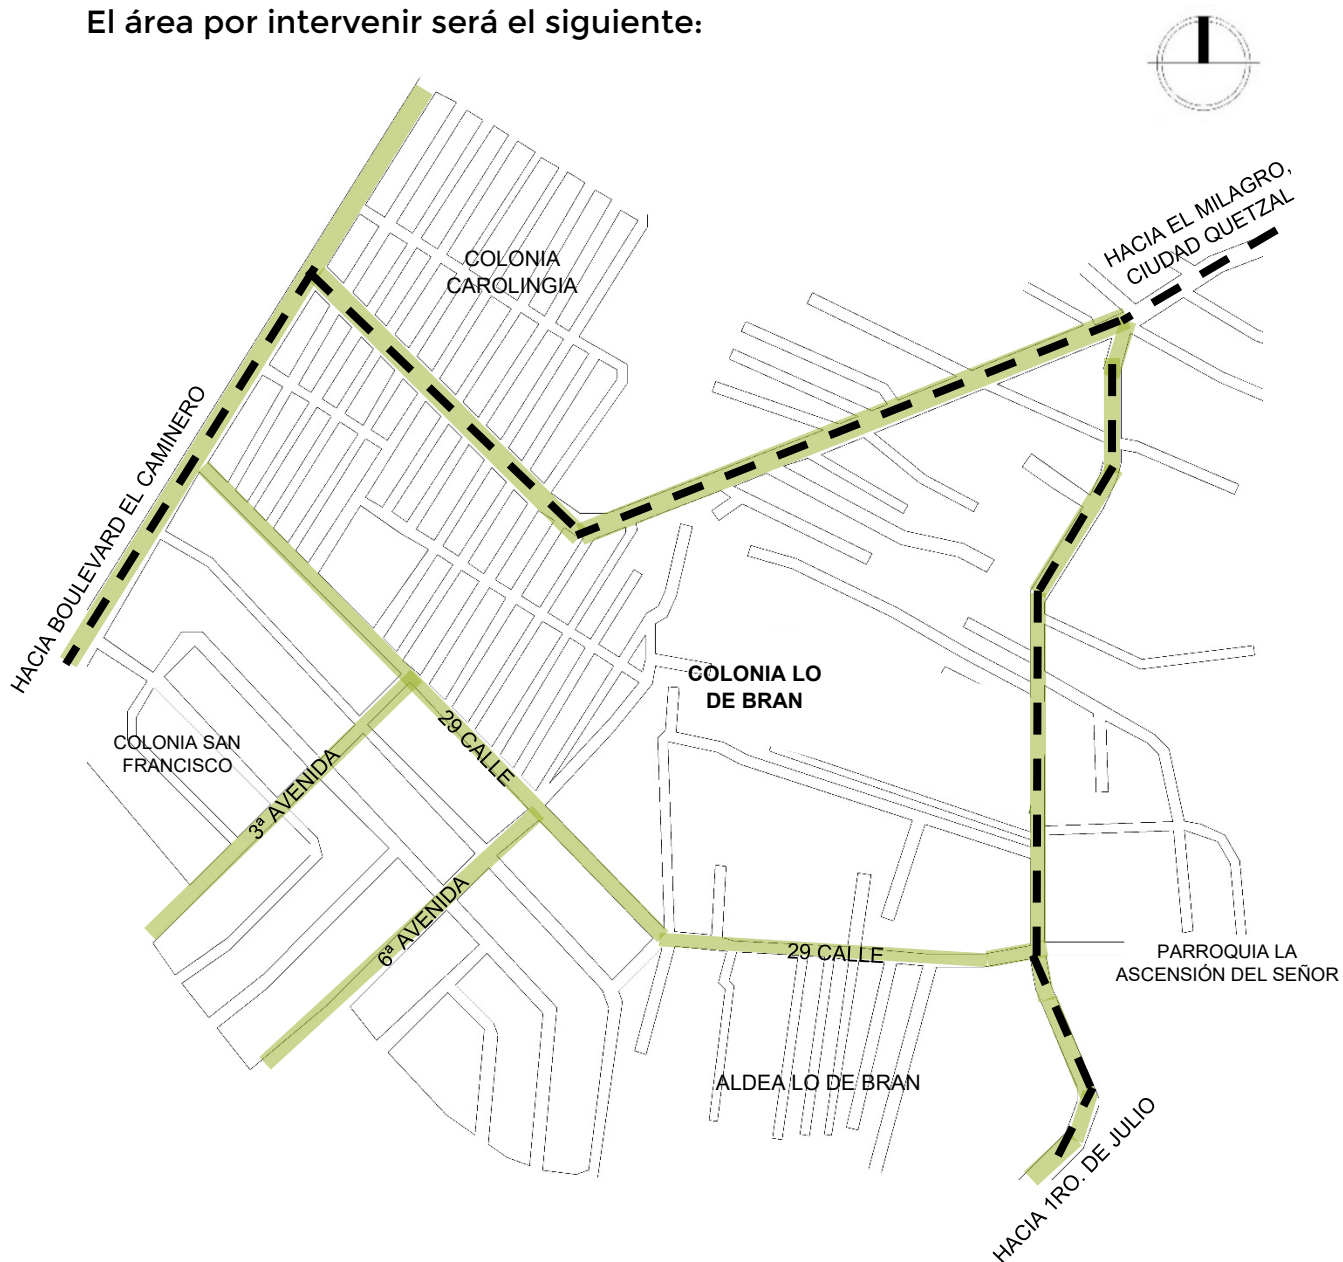 El área por intervenir será el siguiente:
HACIA EL MILAGRO,
CIUDAD QUETZAL
COLONIA
CAROLINGIA
HACIA BOULEVARD EL CAMINERO
COLONIA LO
DE BRAN
COLONIA SAN
FRANCISCO
29 CALLE
3ª AVENIDA
6ª AVENIDA
29 CALLE
PARROQUIA LA
ASCENSIÓN DEL SEÑOR
ALDEA LO DE BRAN
HACIA 1RO. DE JULIO